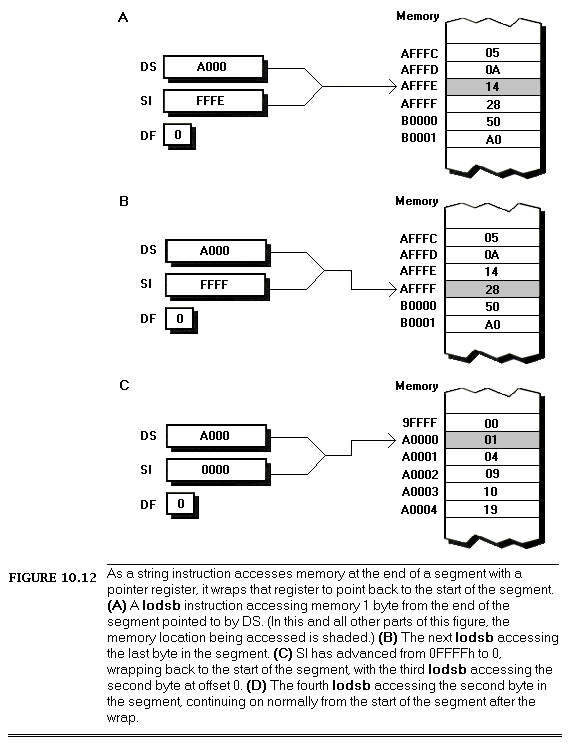 A
Memory
DS A000
SI FFFE
DF 0
AFFFC 05
AFFFD 0A
AFFFE 14
AFFFF 28
B0000 50
B0001 A0
B
Memory
DS A000
SI FFFF
DF 0
AFFFC 05
AFFFD 0A
AFFFE 14
AFFFF 28
B0000 50
B0001 A0
C
Memory
DS A000
SI 0000
DF 0
9FFFF 00
A0000 01
A0001 04
A0002 09
A0003 10
A0004 19
FIGURE 10.12 As a string instruction accesses memory at the end of a segment with a
pointer register, it wraps that register to point back to the start of the segment.
(A) A lodsb instruction accessing memory 1 byte from the end of the
segment pointed to by DS. (In this and all other parts of this figure, the
memory location being accessed is shaded.) (B) The next lodsb accessing
the last byte in the segment. (C) SI has advanced from 0FFFFh to 0,
wrapping back to the start of the segment, with the third lodsb accessing the
second byte at offset 0. (D) The fourth lodsb accessing the second byte in
the segment, continuing on normally from the start of the segment after the
wrap.